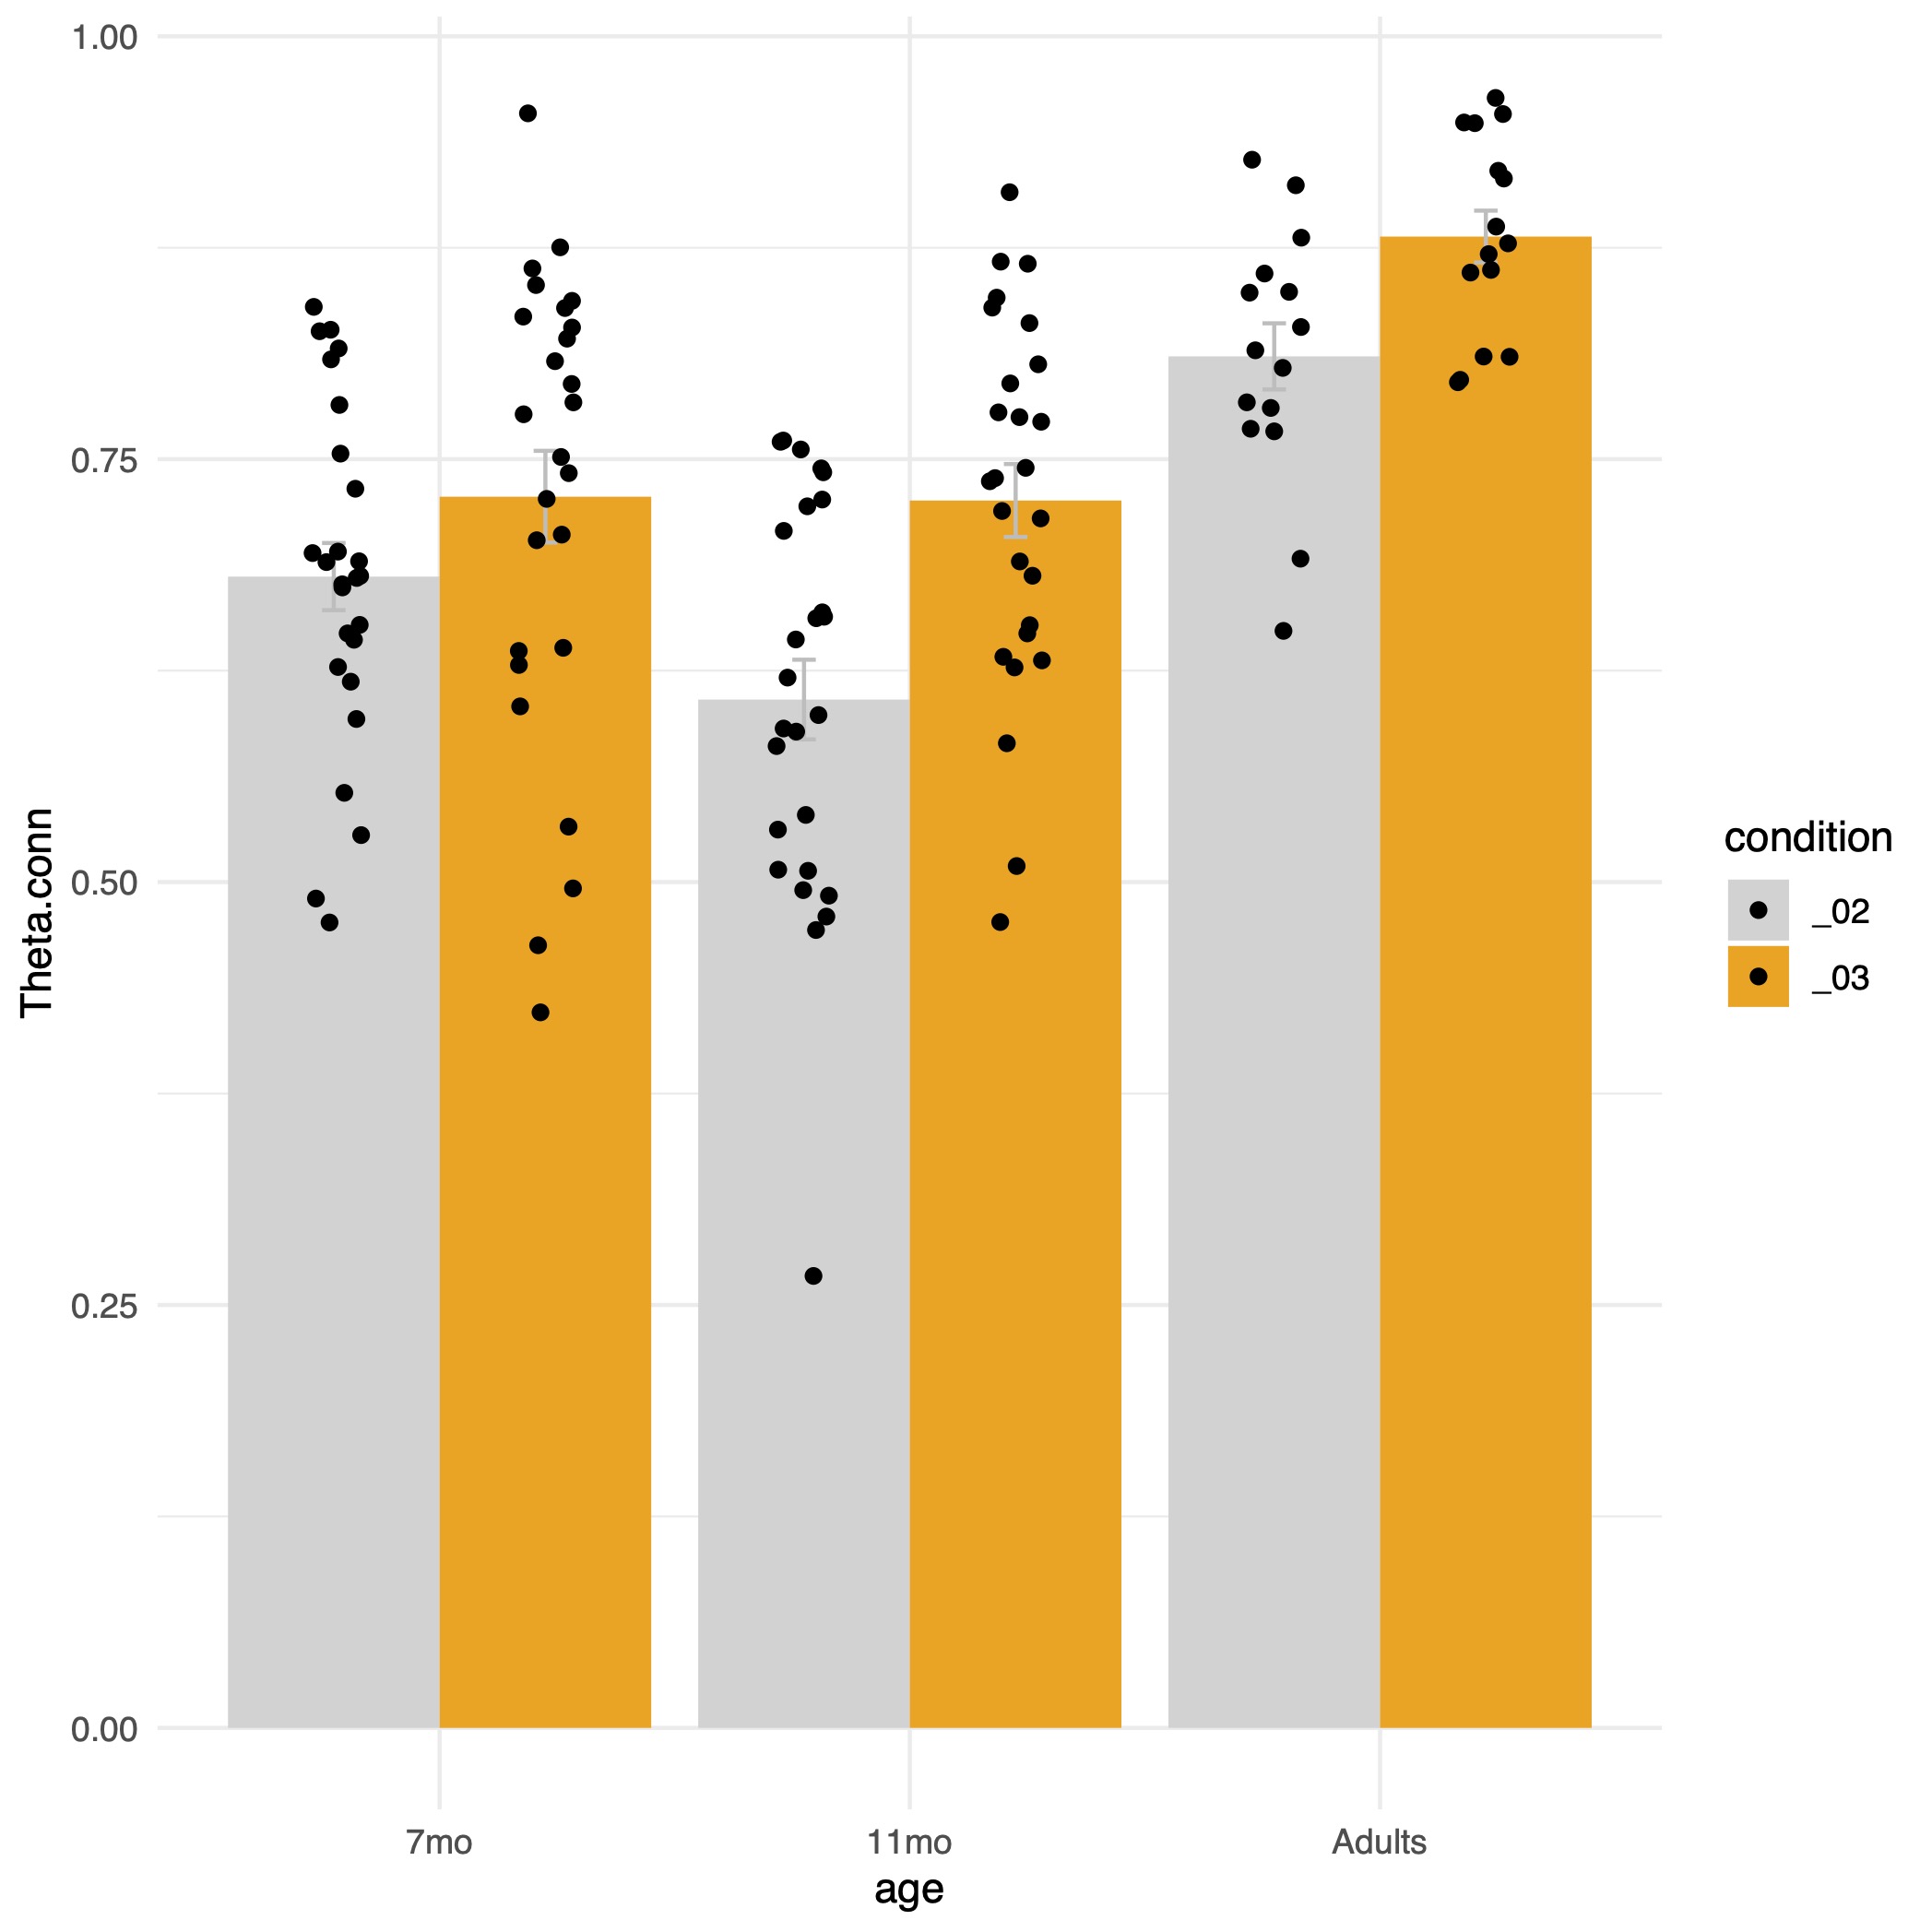 1.00
0.75
0.50
0.25
0.00
Theta.conn
7mo
11mo
Adults
age
condition
_02
_03